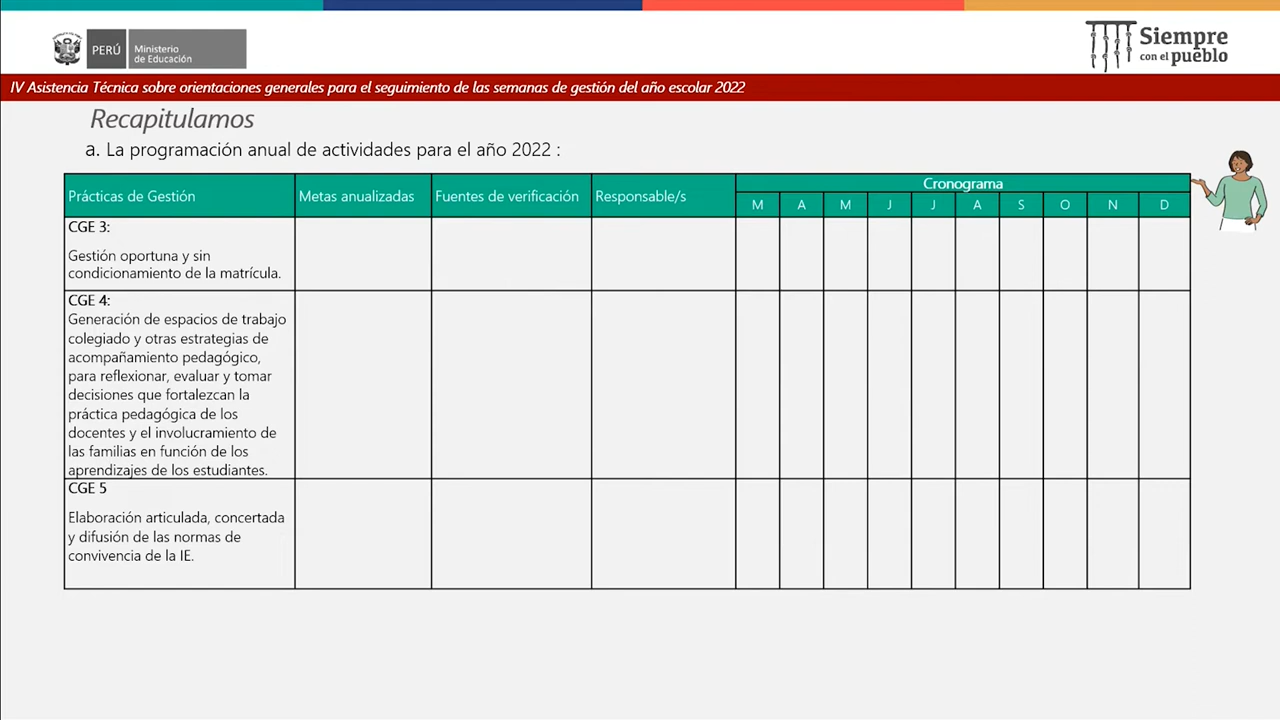 PERÚ
Ministerio
de Educación
Siempre
con el pueblo
IV Asistencia Técnica sobre orientaciones generales para el seguimiento de las semanas de gestión del año escolar 2022
Recapitulamos
a. La programación anual de actividades para el año 2022 :
Prácticas de Gestión
Metas anualizadas
Fuentes de verificación
Responsable/s
Cronograma
M A M J J A S O N D
CGE 3:
Gestión oportuna y sin
condicionamiento de la matrícula.
CGE 4:
Generación de espacios de trabajo
colegiado y otras estrategias de
acompañamiento pedagógico,
para reflexionar, evaluar y tomar
decisiones que fortalezcan la
práctica pedagógica de los
docentes y el involucramiento de
las familias en función de los
aprendizajes de los estudiantes.
CGE 5
Elaboración articulada, concertada
y difusión de las normas de
convivencia de la IE.